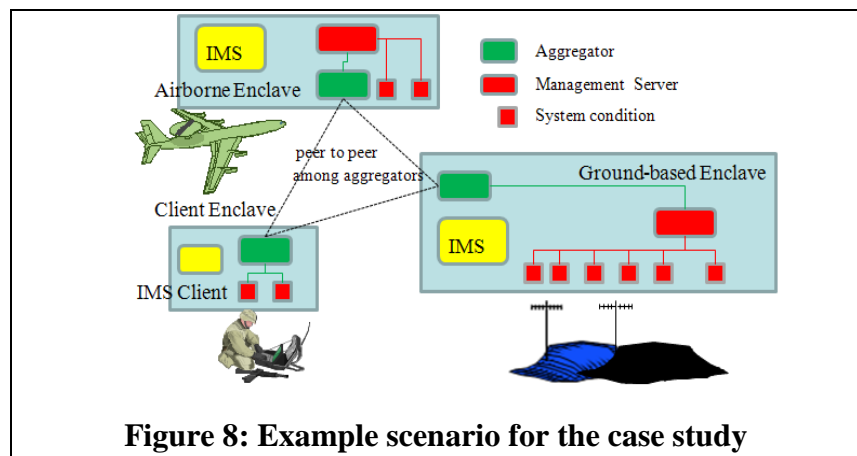 IMS
Airborne Enclave
Aggregator
Management Server
System condition
peer to peer
among aggregators
Ground-based Enclave
IMS
Client Enclave
IMS Client
Figure 8: Example scenario for the case study